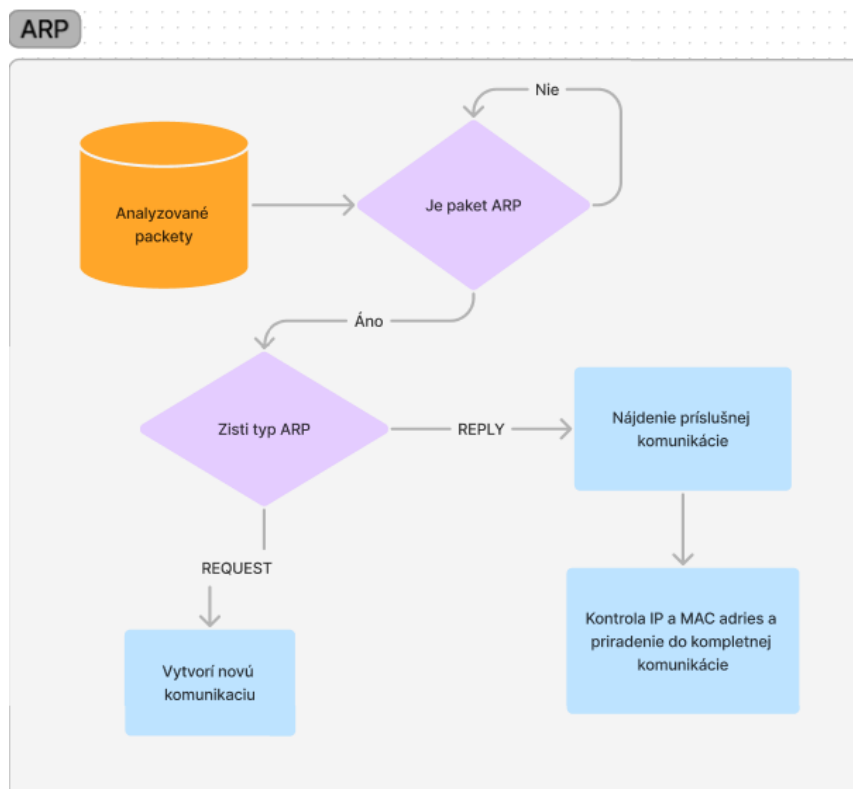 ARP
Nie
Analyzované
packety
Je paket ARP
Áno
Zisti typ ARP
REPLY
Nájdenie príslušnej
komunikácie
REQUEST
Kontrola IP a MAC adries a
priradenie do kompletnej
komunikácie
Vytvorí novú
komunikaciu